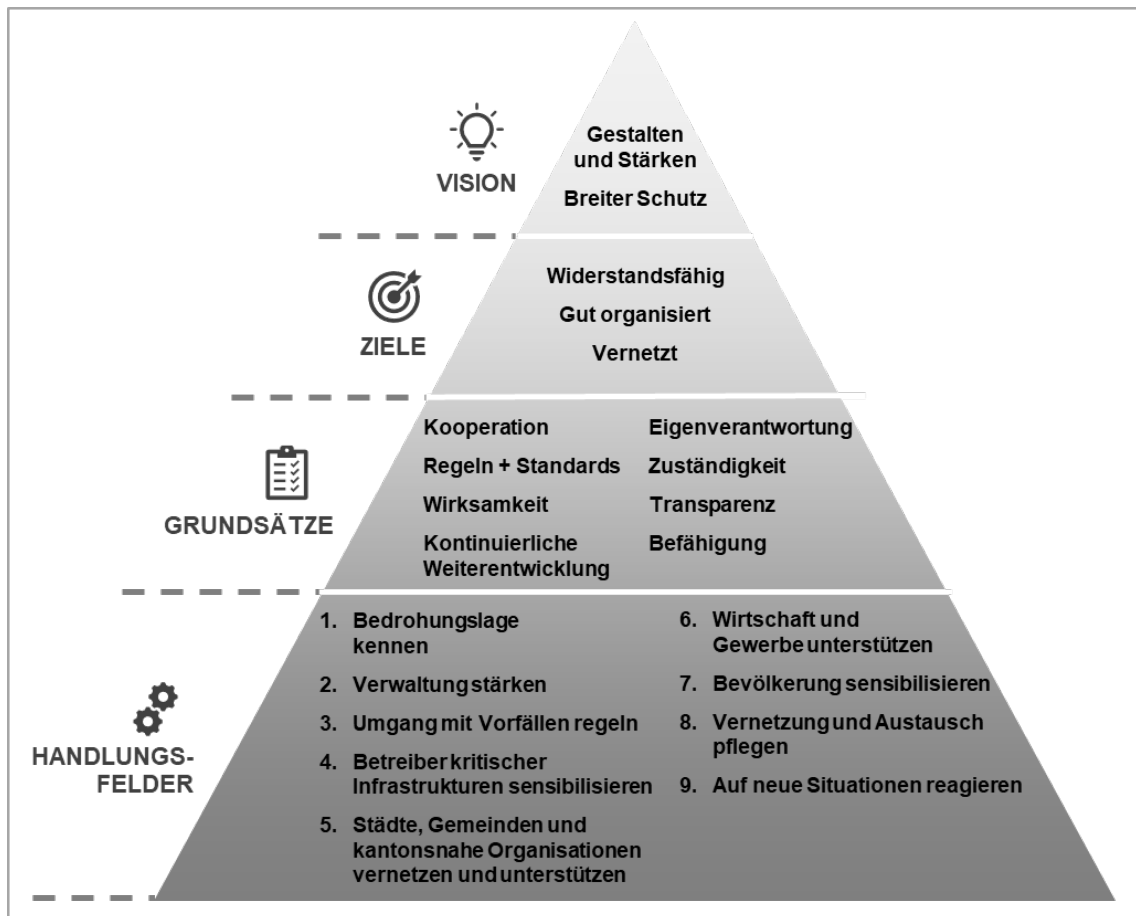 VISION
Gestalten
und Stärken
Breiter Schutz
ZIELE
Widerstandsfähig
Gut organisiert
Vernetzt
GRUNDSÄTZE
Kooperation
Regeln + Standards
Wirksamkeit
Kontinuierliche
Weiterentwicklung
Eigenverantwortung
Zuständigkeit
Transparenz
Befähigung
HANDLUNGS-
FELDER
1. Bedrohungslage
kennen
2. Verwaltung stärken
3. Umgang mit Vorfällen regeln
4. Betreiber kritischer
Infrastrukturen sensibilisieren
5. Städte, Gemeinden und
kantonsnahe Organisationen
vernetzen und unterstützen
6. Wirtschaft und
Gewerbe unterstützen
7. Bevölkerung sensibilisieren
8. Vernetzung und Austausch
pflegen
9. Auf neue Situationen reagieren